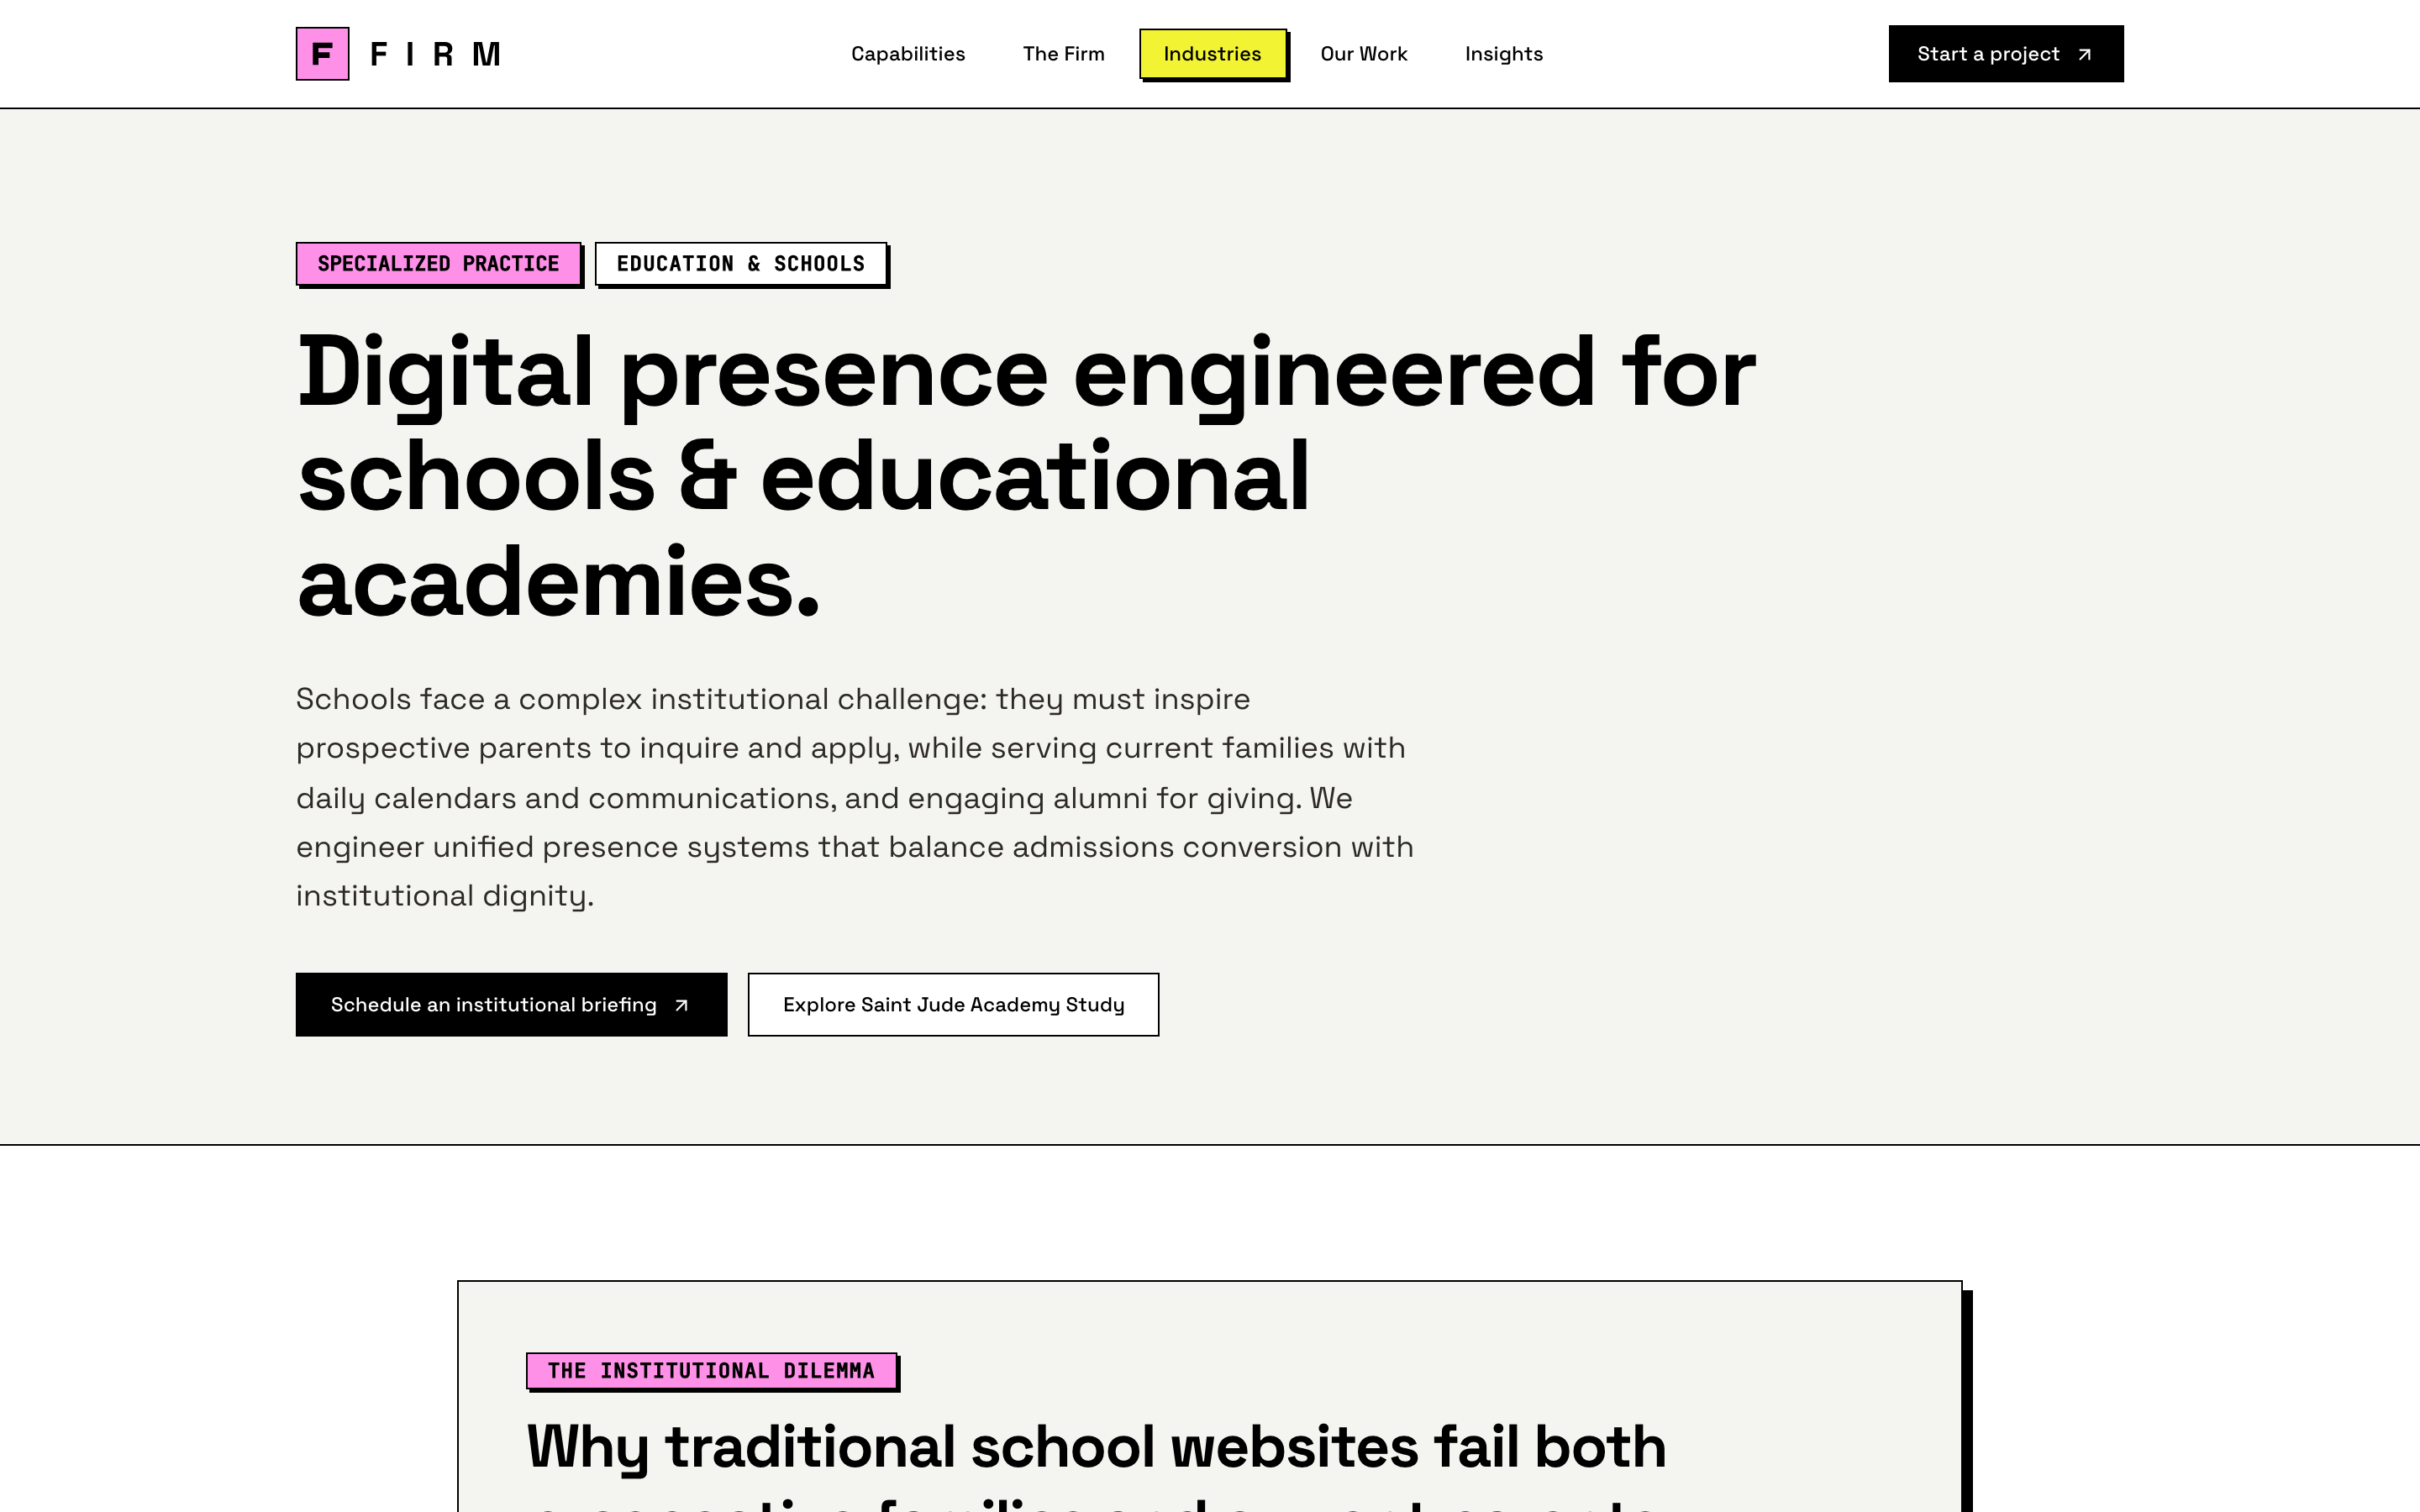 F FIRM
Capabilities
The Firm
Industries
Our Work
Insights
Start a project
SPECIALIZED PRACTICE
EDUCATION & SCHOOLS
Digital presence engineered for
schools & educational
academies.
Schools face a complex institutional challenge: they must inspire
prospective parents to inquire and apply, while serving current families with
daily calendars and communications, and engaging alumni for giving. We
engineer unified presence systems that balance admissions conversion with
institutional dignity.
Schedule an institutional briefing
Explore Saint Jude Academy Study
THE INSTITUTIONAL DILEMMA
Why traditional school websites fail both